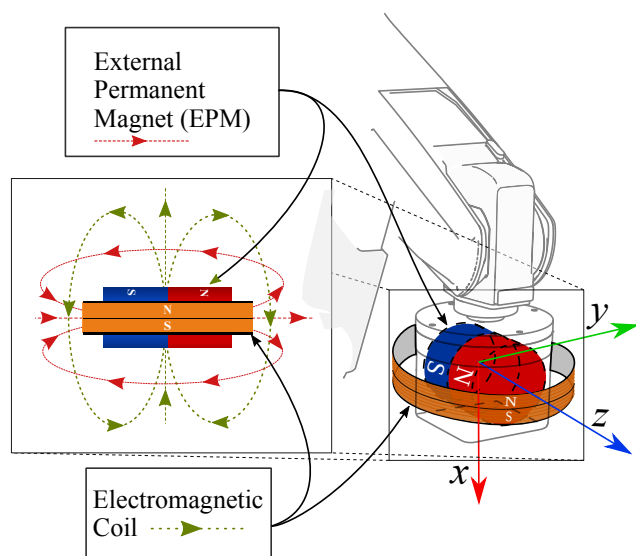 External
Permanent
Magnet (EPM)
S N
N
S
y
S N
N
S
z
x
Electromagnetic
Coil